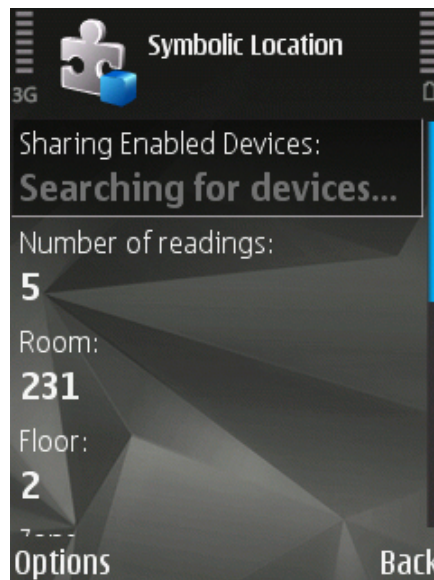 Symbolic Location
3G
Sharing Enabled Devices:
Searching for devices...
Number of readings:
5
Room:
231
Floor:
2
Options
Back